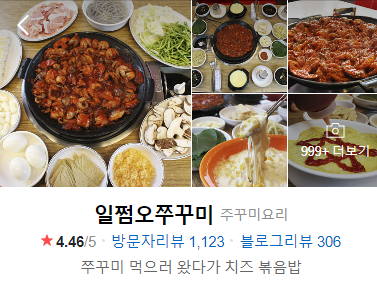 999+ 더보기
일쩜오쭈꾸미 주꾸미요리
★ 4.46/5 · 방문자리뷰 1,123 · 블로그리뷰 306
쭈꾸미 먹으러 왔다가 치즈 볶음밥